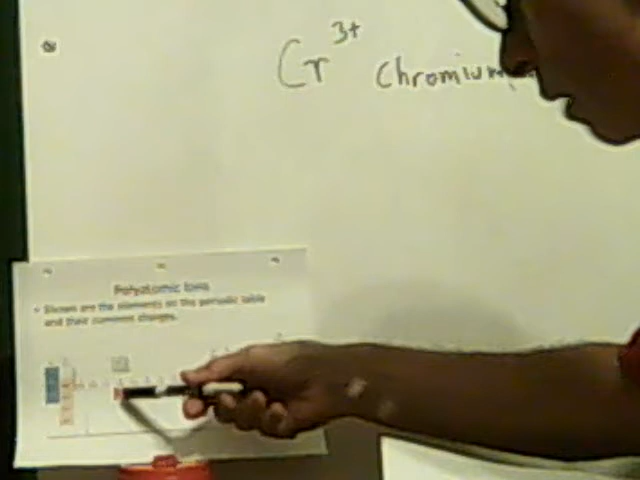 Cr³⁺ Chromium
Polyatomic Ions
Shown are the elements on the periodic table
and their common charges.